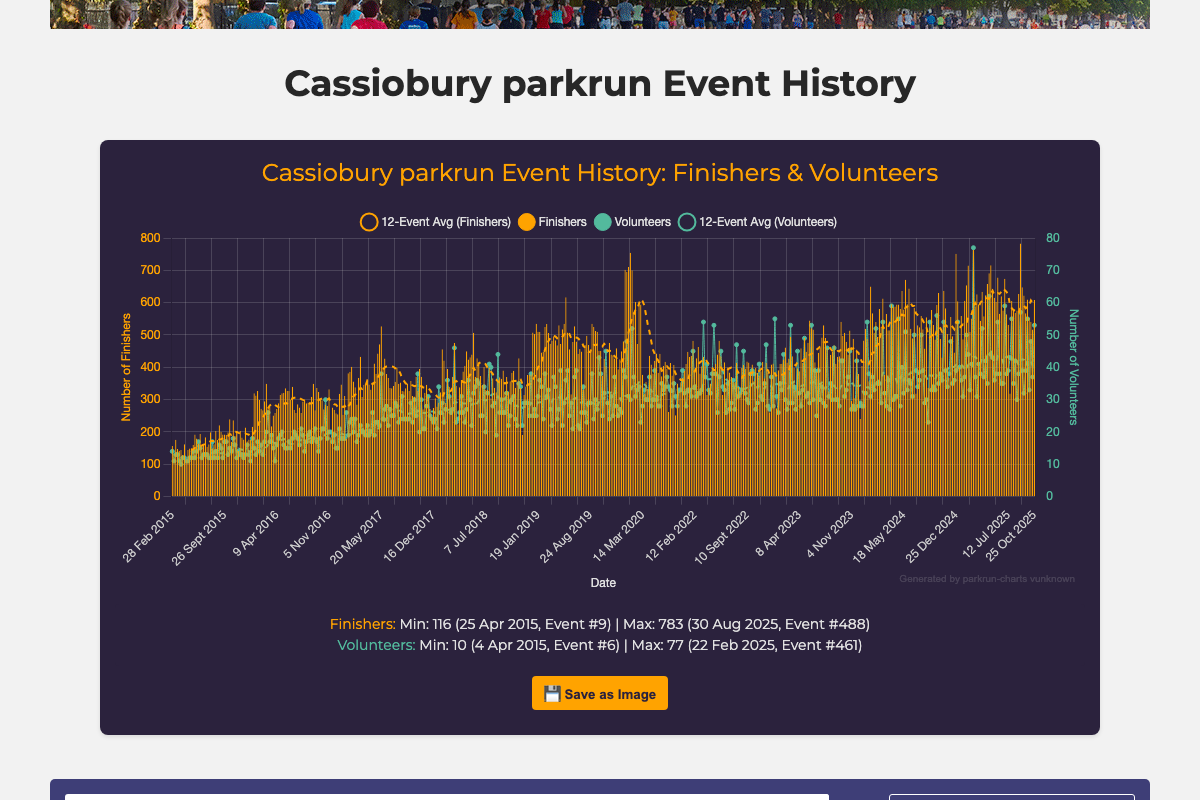 Cassiobury parkrun Event History
Cassiobury parkrun Event History: Finishers & Volunteers
12-Event Avg (Finishers) Finishers Volunteers 12-Event Avg (Volunteers)
800 80
700 70
600 60
500 50
400 40
300 30
200 20
100 10
0 0
Number of Finishers
Number of Volunteers
28 Feb 2015 26 Sept 2015 9 Apr 2016 5 Nov 2016 20 May 2017 16 Dec 2017 7 Jul 2018 19 Jan 2019 24 Aug 2019 14 Mar 2020 12 Feb 2022 10 Sept 2022 8 Apr 2023 4 Nov 2023 18 May 2024 25 Dec 2024 12 Jul 2025 25 Oct 2025
Date
Generated by parkrun-charts vunknown
Finishers: Min: 116 (25 Apr 2015, Event #9) | Max: 783 (30 Aug 2025, Event #488)
Volunteers: Min: 10 (4 Apr 2015, Event #6) | Max: 77 (22 Feb 2025, Event #461)
💾 Save as Image